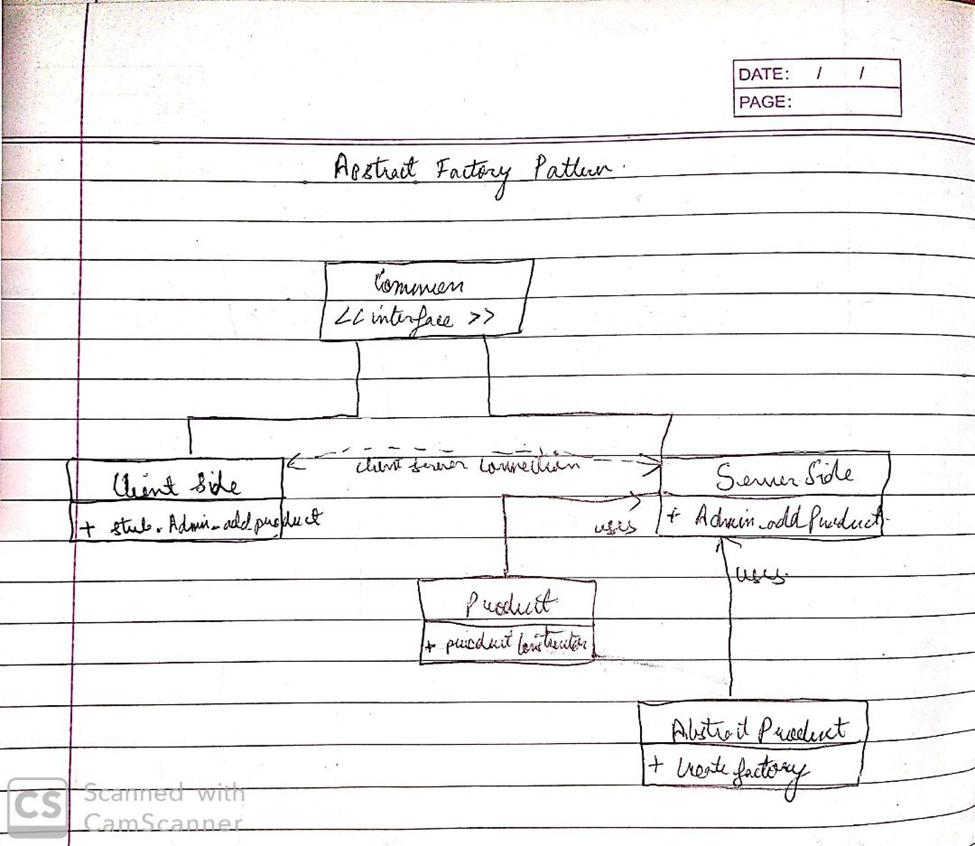 DATE: / /
PAGE:
Abstract Factory Pattern.
Common
<< interface >>
Client Server Connection
Client Side
+ stub. Admin_add product
Server Side
+ Admin_add Product
uses
uses
Product
+ product Constructor
Abstract Product
+ Create factory
CS
Scanned with
CamScanner